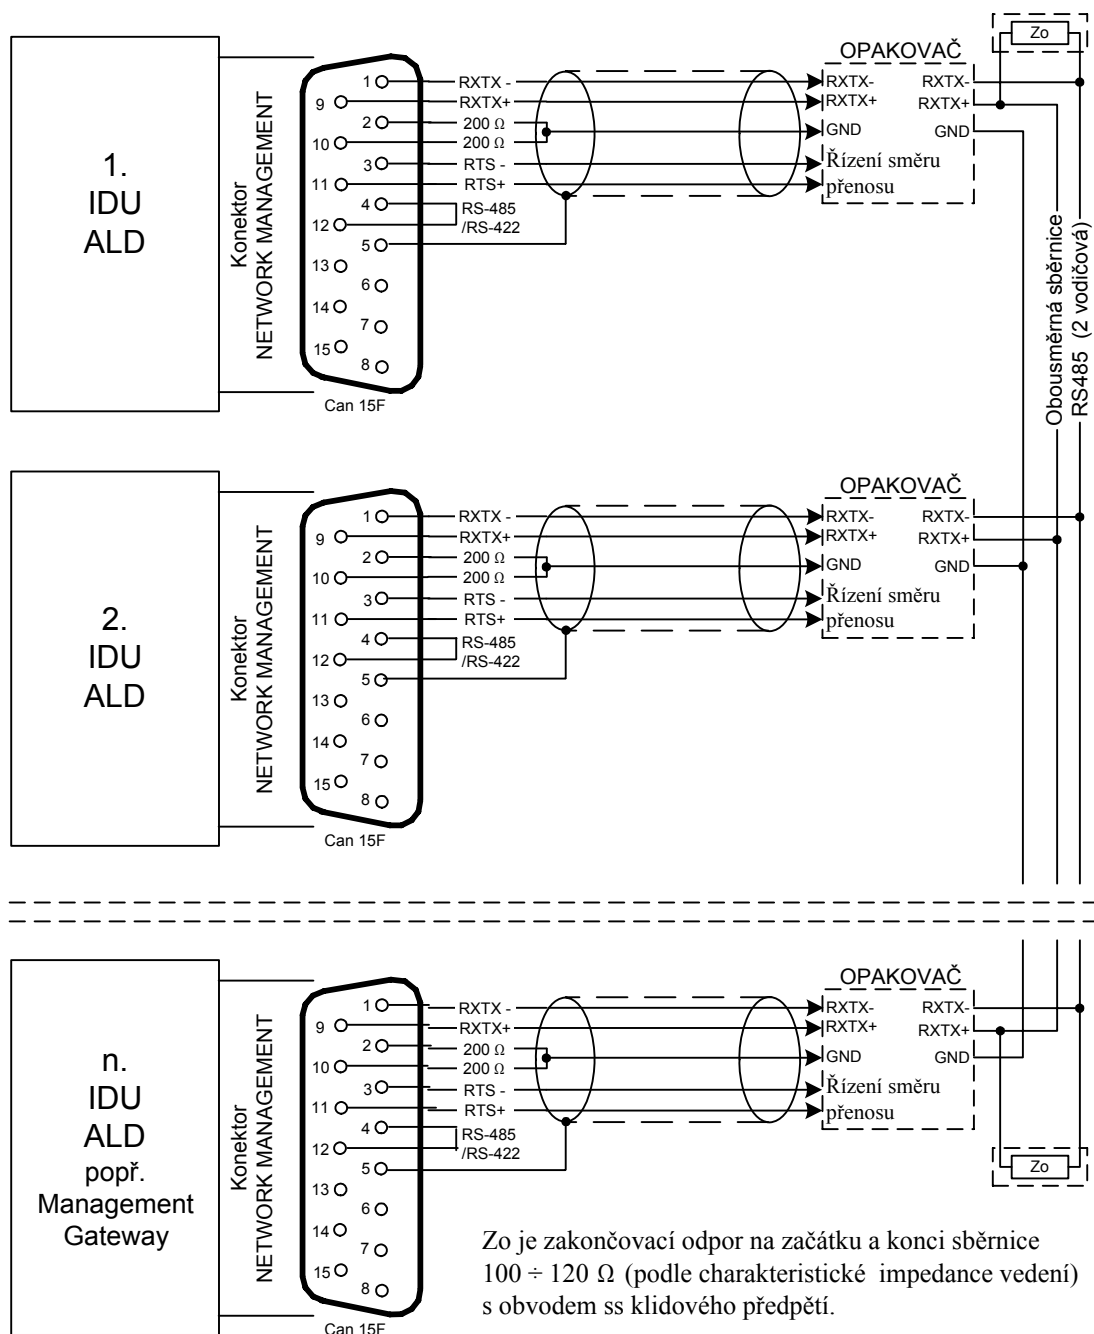 Zo
OPAKOVAČ
1.
IDU
ALD
Konektor
NETWORK MANAGEMENT
1
9
2
10
3
11
4
12
5
13
6
14
7
15
8
Can 15F
RXTX -
RXTX+
200 Ω
200 Ω
RTS -
RTS+
RS-485
/RS-422
RXTX-
RXTX+
GND
Řízení směru
přenosu
RXTX-
RXTX+
GND
Obousměrná sběrnice
RS485 (2 vodičová)
OPAKOVAČ
2.
IDU
ALD
Konektor
NETWORK MANAGEMENT
1
9
2
10
3
11
4
12
5
13
6
14
7
15
8
Can 15F
RXTX -
RXTX+
200 Ω
200 Ω
RTS -
RTS+
RS-485
/RS-422
RXTX-
RXTX+
GND
Řízení směru
přenosu
RXTX-
RXTX+
GND
OPAKOVAČ
n.
IDU
ALD
popř.
Management
Gateway
Konektor
NETWORK MANAGEMENT
1
9
2
10
3
11
4
12
5
13
6
14
7
15
8
Can 15F
RXTX -
RXTX+
200 Ω
200 Ω
RTS -
RTS+
RS-485
/RS-422
RXTX-
RXTX+
GND
Řízení směru
přenosu
RXTX-
RXTX+
GND
Zo
Zo je zakončovací odpor na začátku a konci sběrnice
100 ÷ 120 Ω (podle charakteristické impedance vedení)
s obvodem ss klidového předpětí.